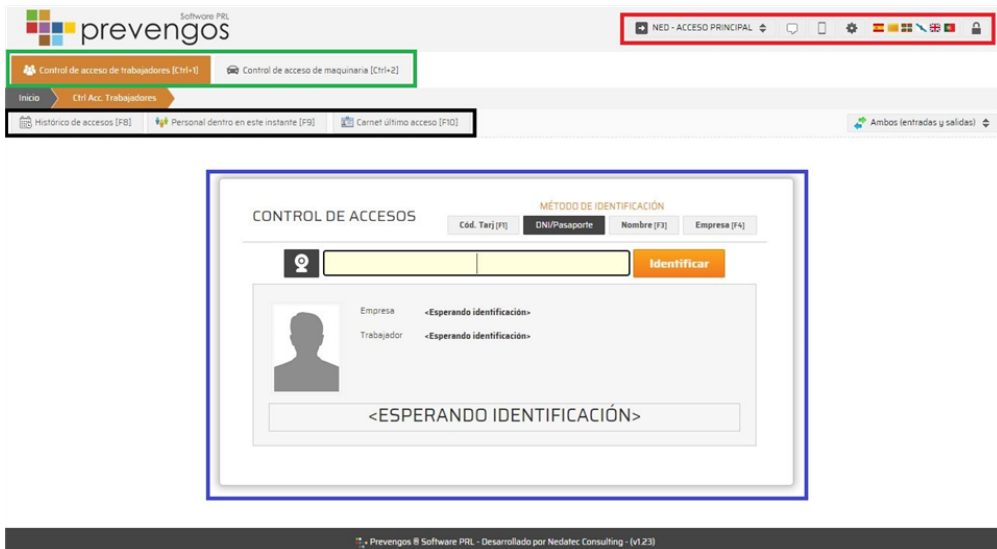 Software PRL
prevengos
NED - ACCESO PRINCIPAL
Control de acceso de trabajadores [Ctrl+1]
Control de acceso de maquinaria [Ctrl+2]
Inicio
Ctrl Acc. Trabajadores
Histórico de accesos [F8]
Personal dentro en este instante [F9]
Carnet último acceso [F10]
Ambos (entradas y salidas)
CONTROL DE ACCESOS
MÉTODO DE IDENTIFICACIÓN
Cód. Tarj [F1]
DNI/Pasaporte
Nombre [F3]
Empresa [F4]
Identificar
Empresa
<Esperando identificación>
Trabajador
<Esperando identificación>
<ESPERANDO IDENTIFICACIÓN>
Prevengos ® Software PRL - Desarrollado por Nedatec Consulting - (v1.23)